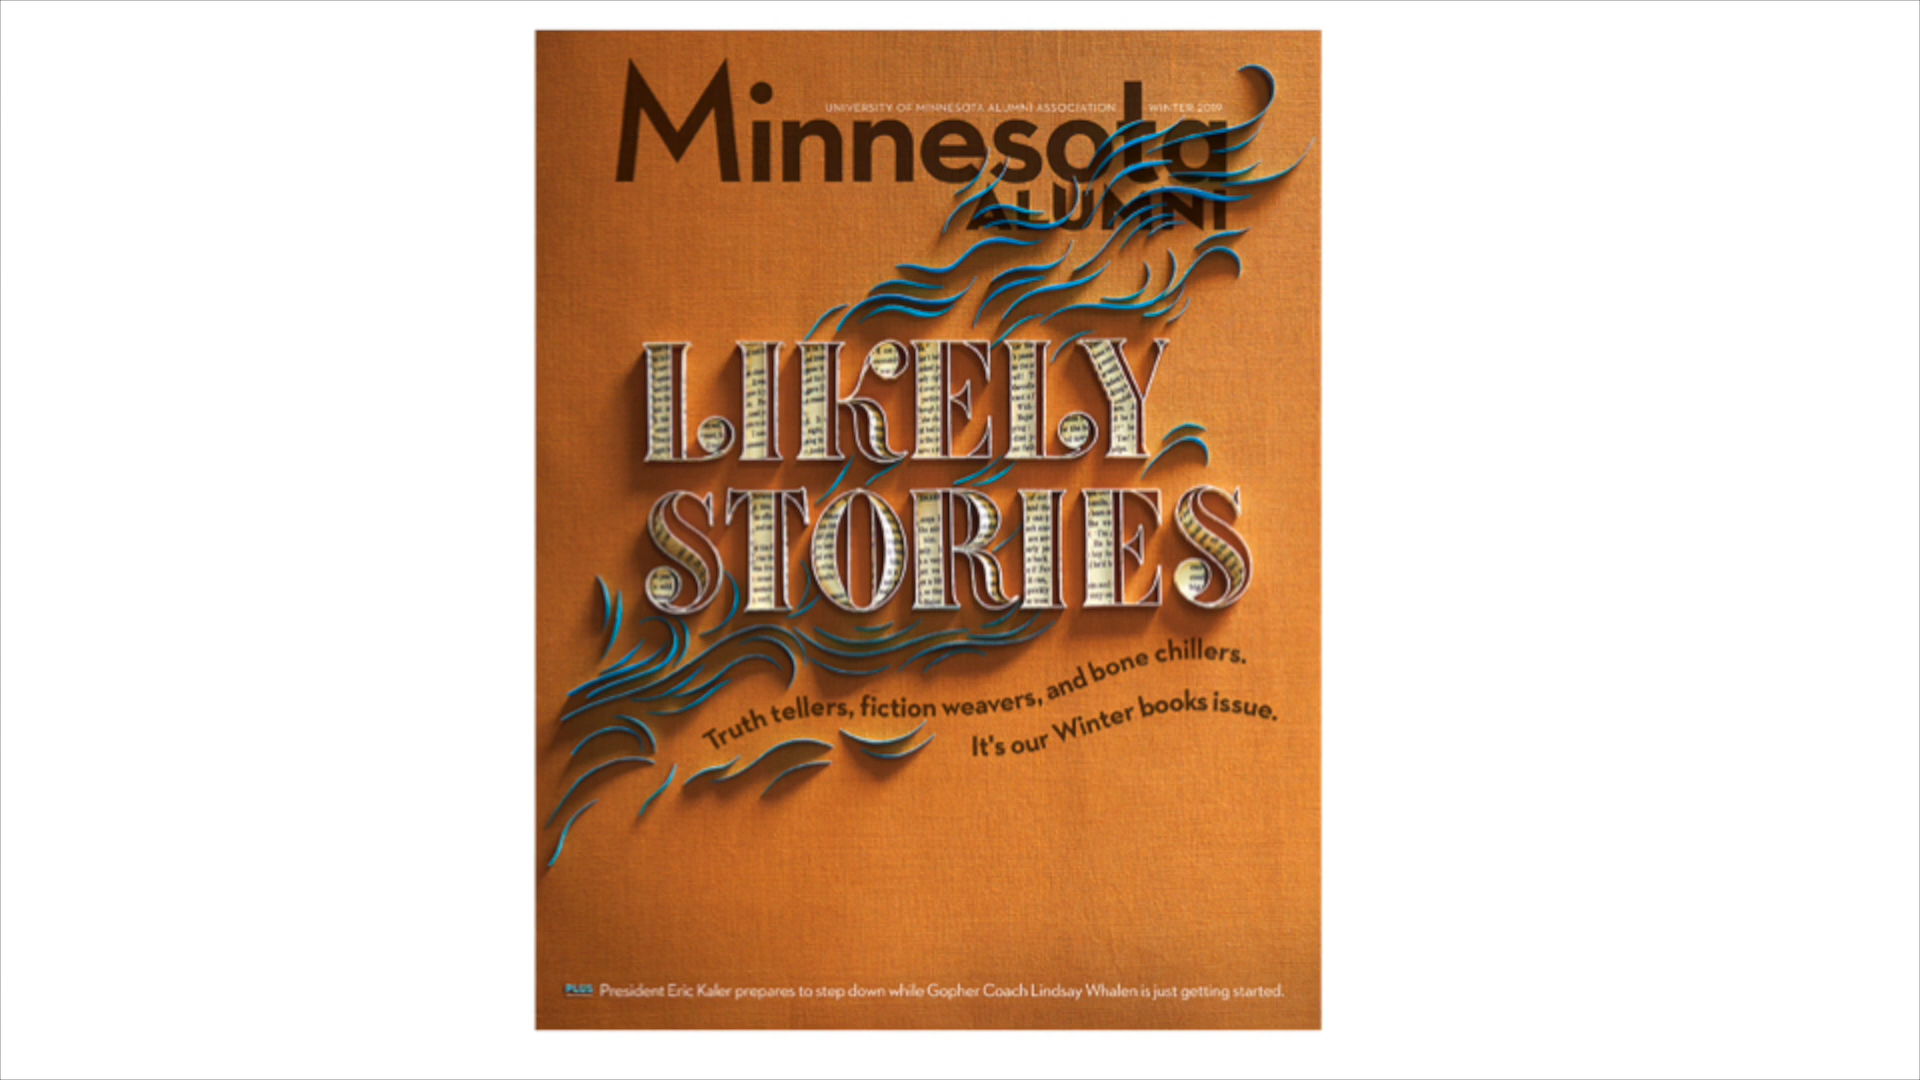 UNIVERSITY OF MINNESOTA ALUMNI ASSOCIATION WINTER 2019
Minnesota
ALUMNI
LIKELY
STORIES
Truth tellers, fiction weavers, and bone chillers.
It's our Winter books issue.
PLUS President Eric Kaler prepares to step down while Gopher Coach Lindsay Whalen is just getting started.